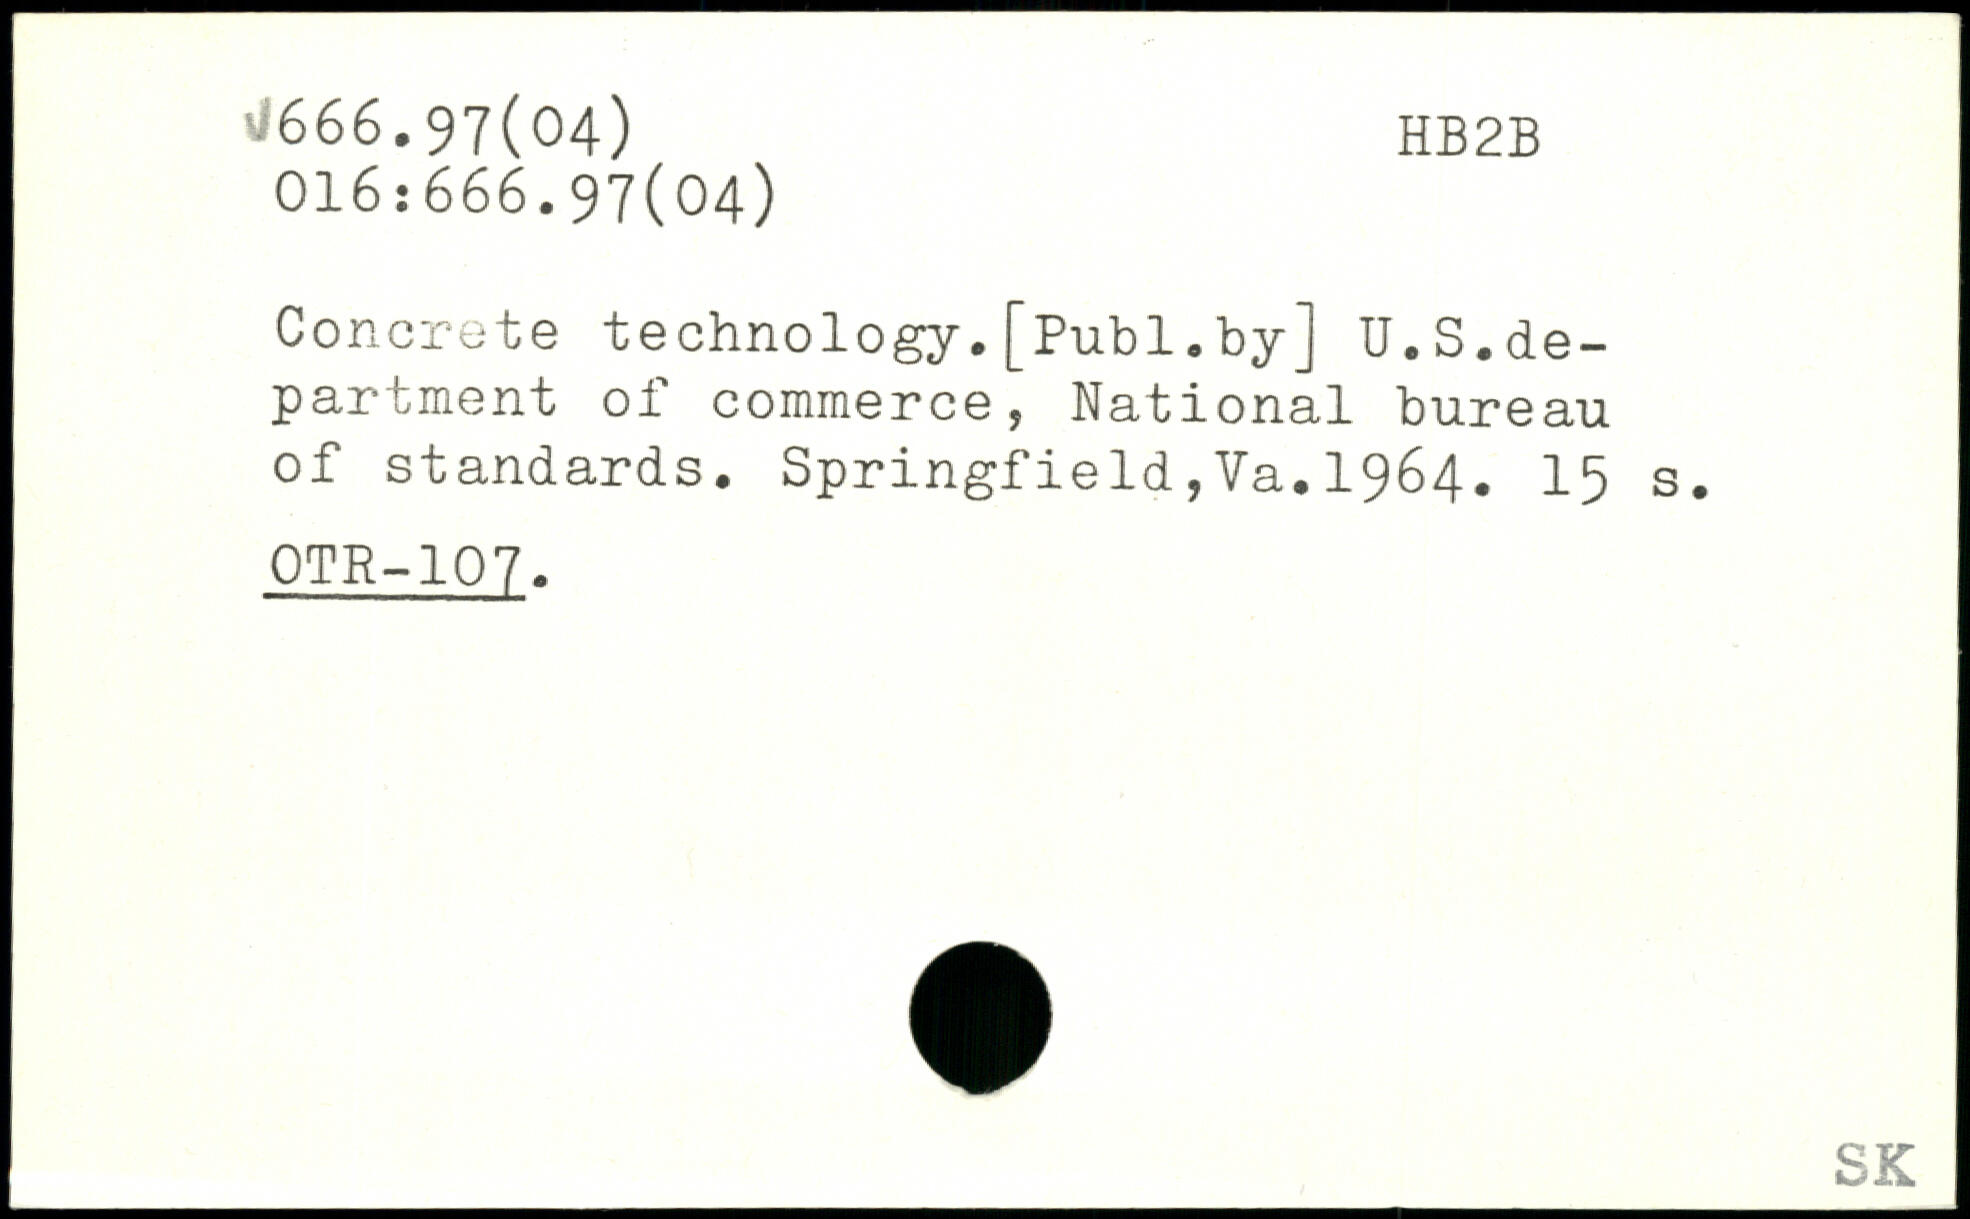 √666.97(04) HB2B
016:666.97(04)
Concrete technology.[Publ.by] U.S.de-
partment of commerce, National bureau
of standards. Springfield,Va.1964. 15 s.
OTR-107.
SK